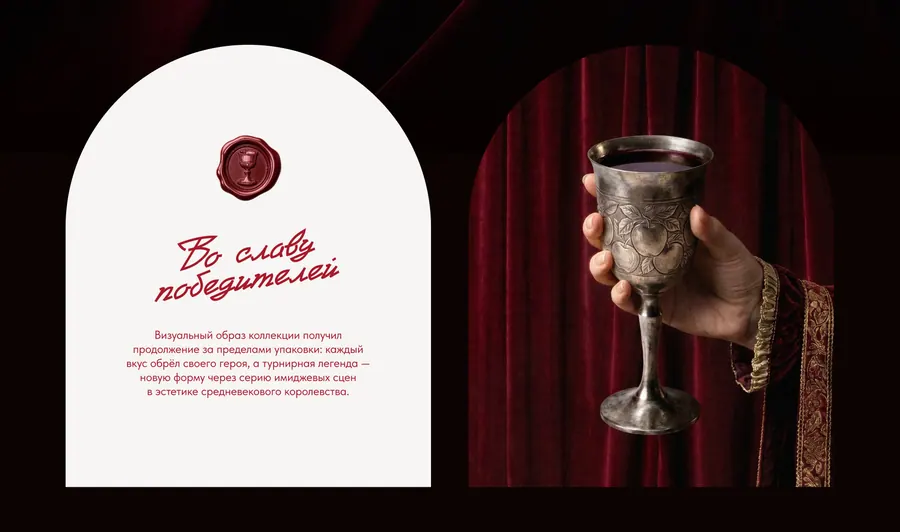 Во славу
победителей
Визуальный образ коллекции получил
продолжение за пределами упаковки: каждый
вкус обрёл своего героя, а турнирная легенда —
новую форму через серию имиджевых сцен
в эстетике средневекового королевства.